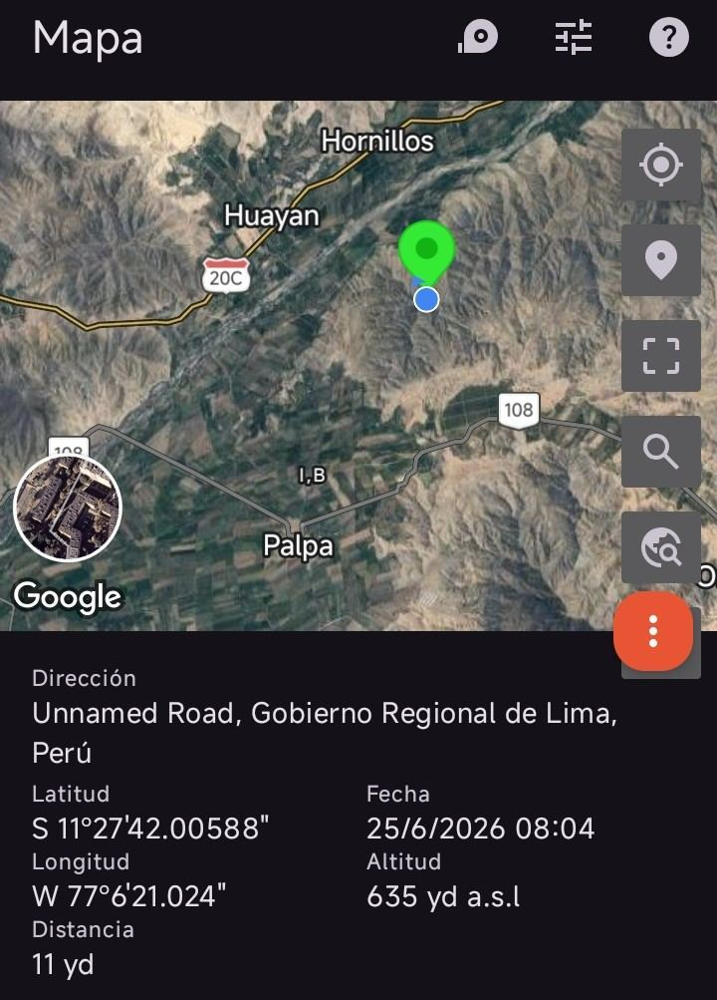 Mapa
Hornillos
Huayan
20C
108
108
I,B
Palpa
Google
O
Dirección
Unnamed Road, Gobierno Regional de Lima,
Perú
Latitud
S 11°27'42.00588"
Fecha
25/6/2026 08:04
Longitud
W 77°6'21.024"
Altitud
635 yd a.s.l
Distancia
11 yd